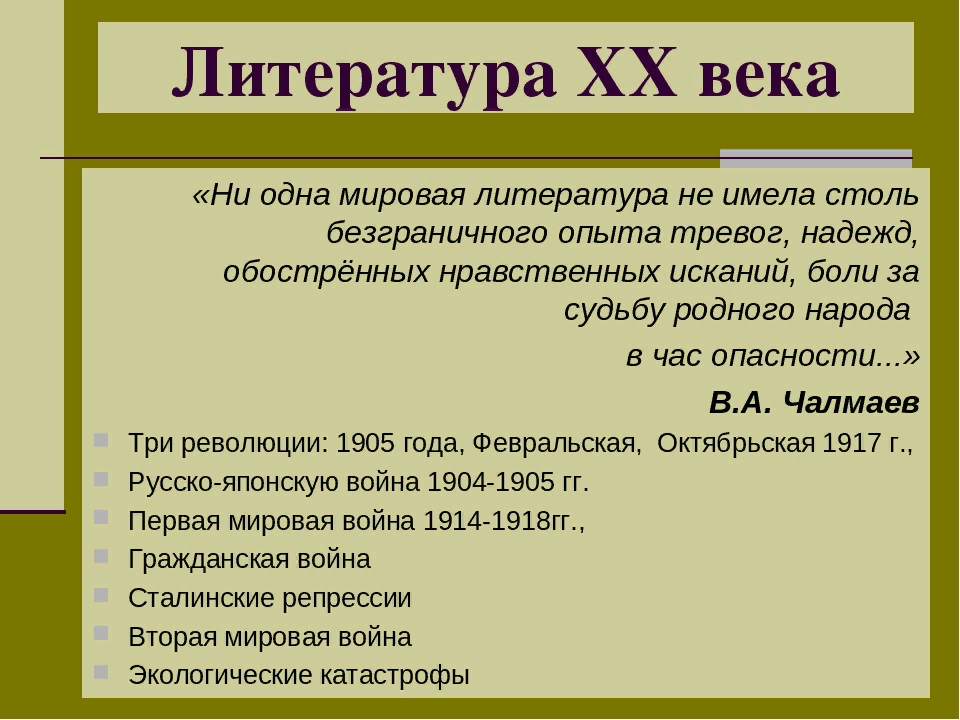 Литература XX века
«Ни одна мировая литература не имела столь
безграничного опыта тревог, надежд,
обострённых нравственных исканий, боли за
судьбу родного народа
в час опасности...»
В.А. Чалмаев
Три революции: 1905 года, Февральская, Октябрьская 1917 г.,
Русско-японскую война 1904-1905 гг.
Первая мировая война 1914-1918гг.,
Гражданская война
Сталинские репрессии
Вторая мировая война
Экологические катастрофы